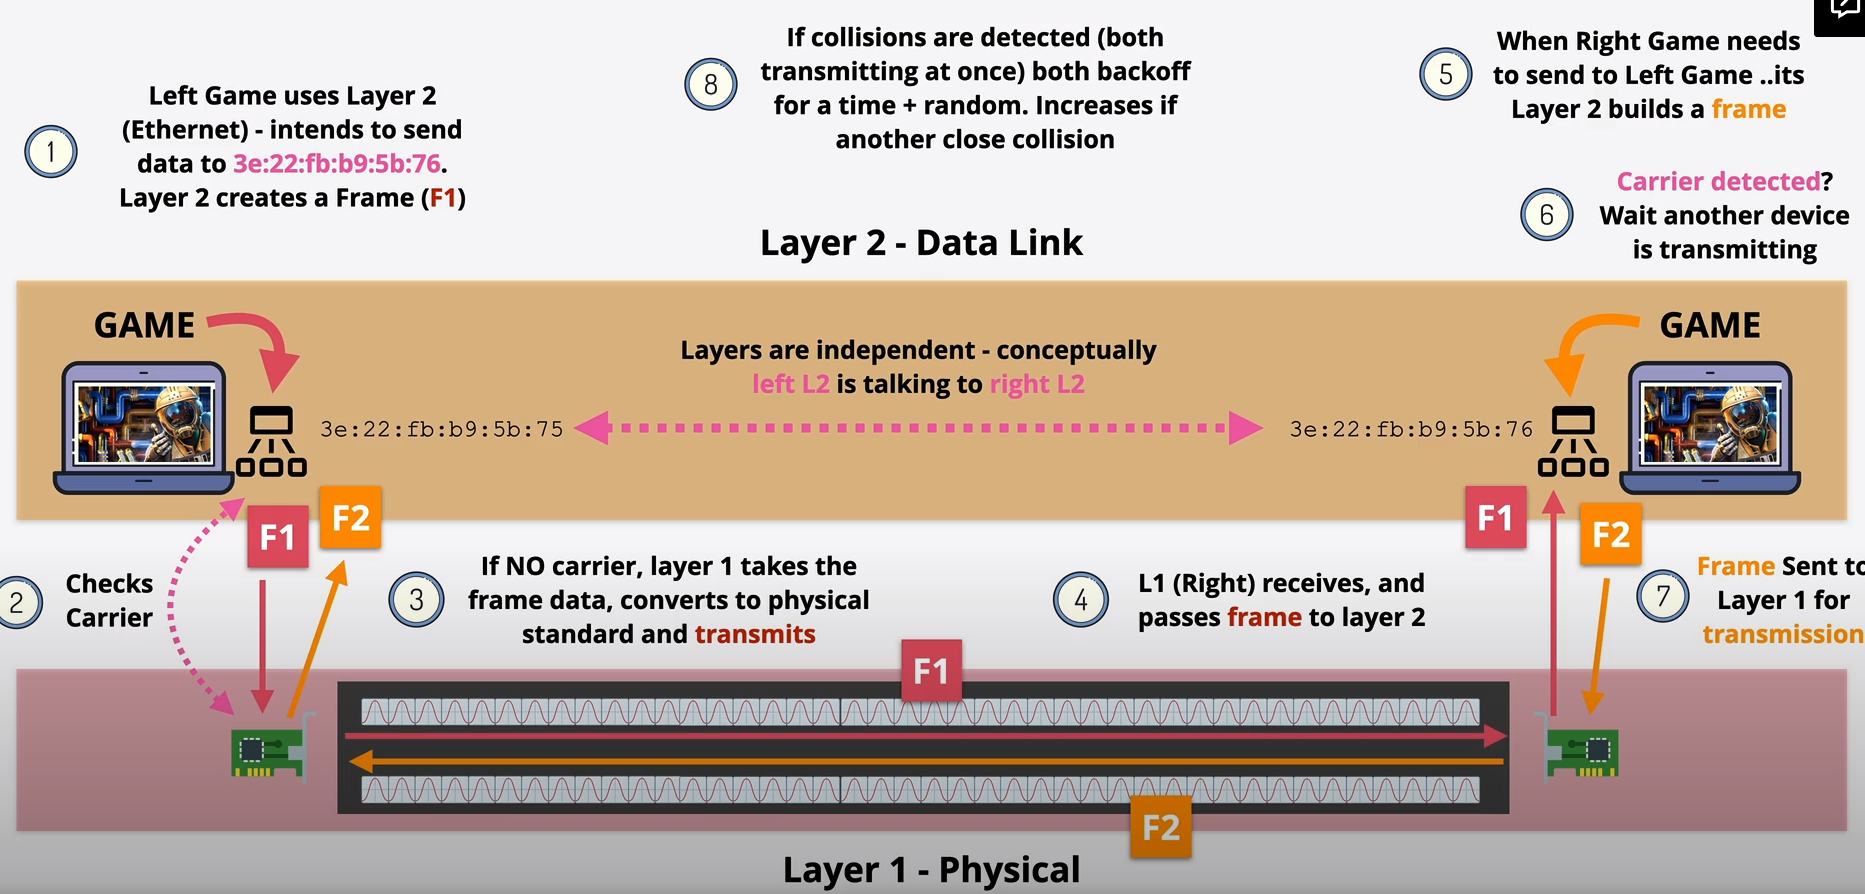 1
Left Game uses Layer 2
(Ethernet) - intends to send
data to 3e:22:fb:b9:5b:76.
Layer 2 creates a Frame (F1)
8
If collisions are detected (both
transmitting at once) both backoff
for a time + random. Increases if
another close collision
5
When Right Game needs
to send to Left Game ..its
Layer 2 builds a frame
6
Carrier detected?
Wait another device
is transmitting
Layer 2 - Data Link
GAME
GAME
Layers are independent - conceptually
left L2 is talking to right L2
3e:22:fb:b9:5b:75
3e:22:fb:b9:5b:76
F1
F2
F1
F2
2
Checks
Carrier
3
If NO carrier, layer 1 takes the
frame data, converts to physical
standard and transmits
4
L1 (Right) receives, and
passes frame to layer 2
7
Frame Sent to
Layer 1 for
transmission
F1
F2
Layer 1 - Physical